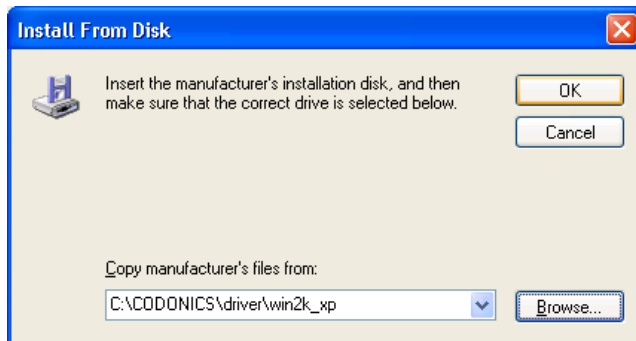 Install From Disk
Insert the manufacturer's installation disk, and then
make sure that the correct drive is selected below.
OK
Cancel
Copy manufacturer's files from:
C:\CODONICS\driver\win2k_xp
Browse...